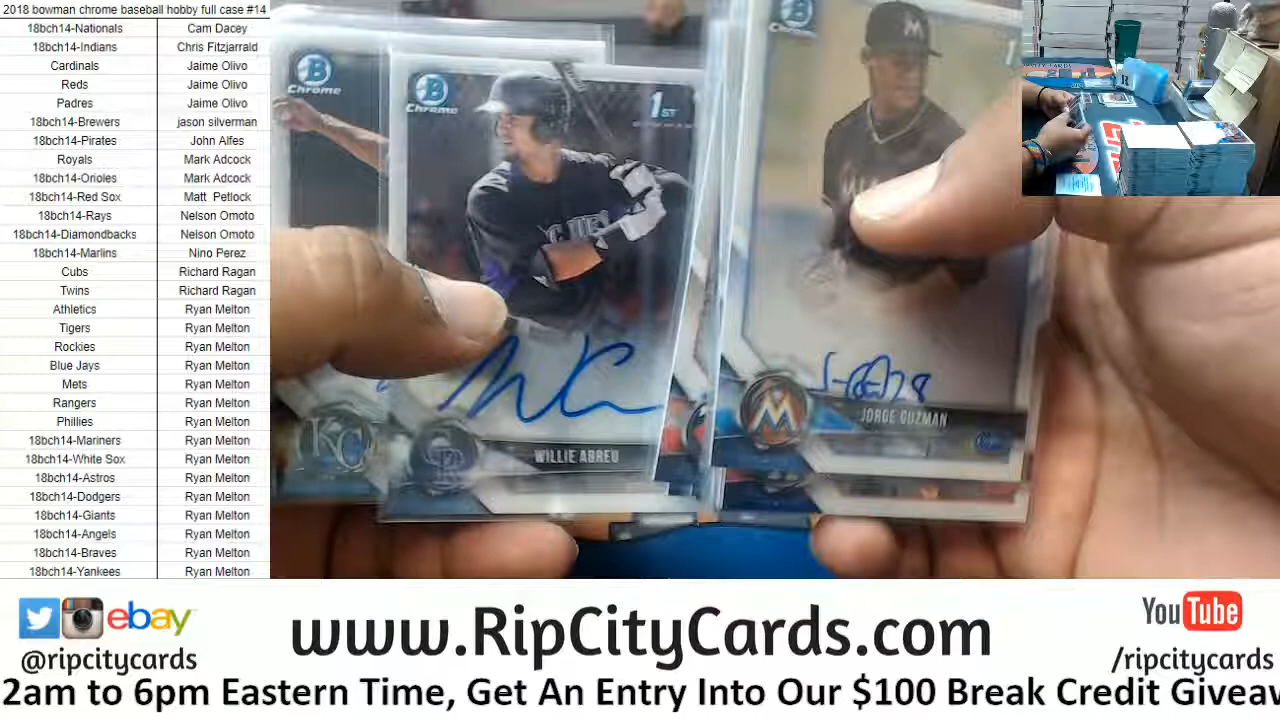 2018 bowman chrome baseball hobby full case #14
18bch14-Nationals Cam Dacey
18bch14-Indians Chris Fitzjarrald
Cardinals Jaime Olivo
Reds Jaime Olivo
Padres Jaime Olivo
18bch14-Brewers jason silverman
18bch14-Pirates John Alfes
Royals Mark Adcock
18bch14-Orioles Mark Adcock
18bch14-Red Sox Matt Petlock
18bch14-Rays Nelson Omoto
18bch14-Diamondbacks Nelson Omoto
18bch14-Marlins Nino Perez
Cubs Richard Ragan
Twins Richard Ragan
Athletics Ryan Melton
Tigers Ryan Melton
Rockies Ryan Melton
Blue Jays Ryan Melton
Mets Ryan Melton
Rangers Ryan Melton
Phillies Ryan Melton
18bch14-Mariners Ryan Melton
18bch14-White Sox Ryan Melton
18bch14-Astros Ryan Melton
18bch14-Dodgers Ryan Melton
18bch14-Giants Ryan Melton
18bch14-Angels Ryan Melton
18bch14-Braves Ryan Melton
18bch14-Yankees Ryan Melton
B Chrome
B Chrome
1ST
Chrome
M
KC
CR
WILLIE ABREU
M
JORGE GUZMAN
ebay
@ripcitycards
www.RipCityCards.com
YouTube
/ripcitycards
2am to 6pm Eastern Time, Get An Entry Into Our $100 Break Credit Giveav